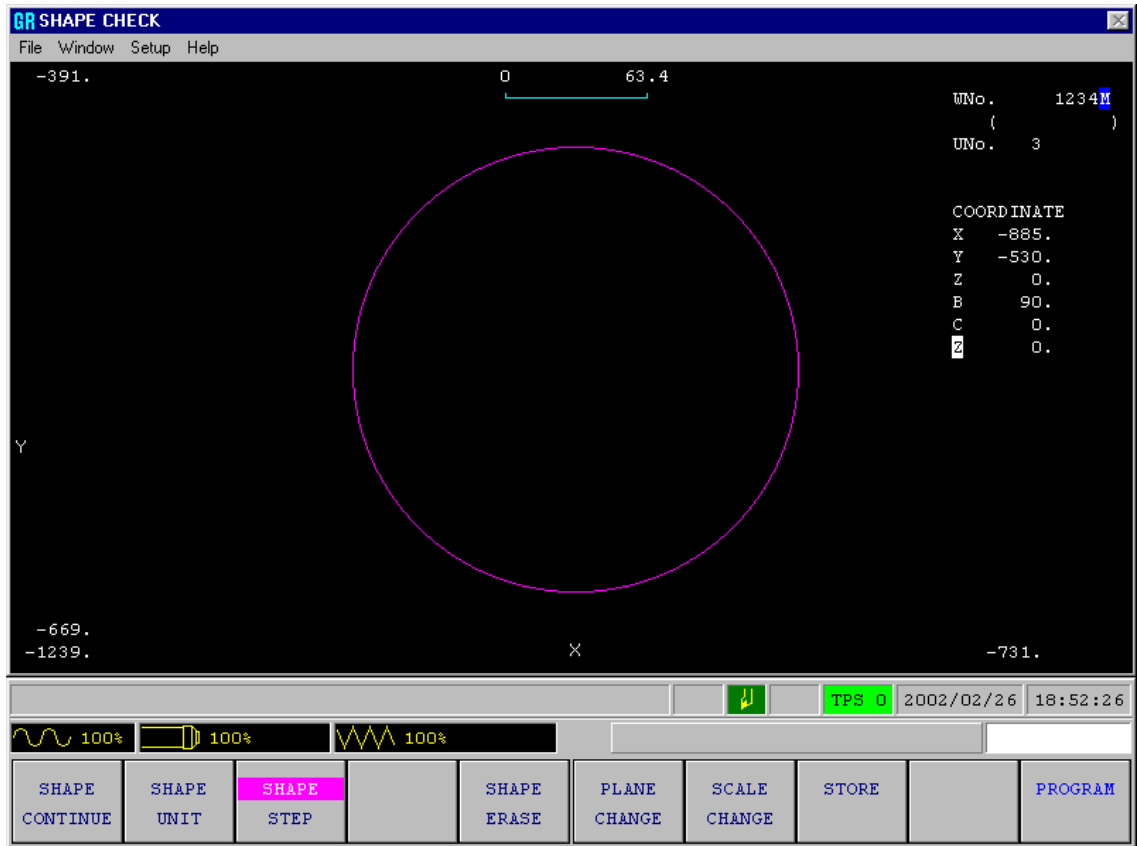 GR SHAPE CHECK
File Window Setup Help
-391. 0 63.4
WNo. 1234M
( )
UNo. 3
COORDINATE
X -885.
Y -530.
Z 0.
B 90.
C 0.
Z 0.
Y
-669.
-1239. X -731.
TPS 0 2002/02/26 18:52:26
100% 100% 100%
SHAPE SHAPE SHAPE SHAPE PLANE SCALE STORE PROGRAM
CONTINUE UNIT STEP ERASE CHANGE CHANGE